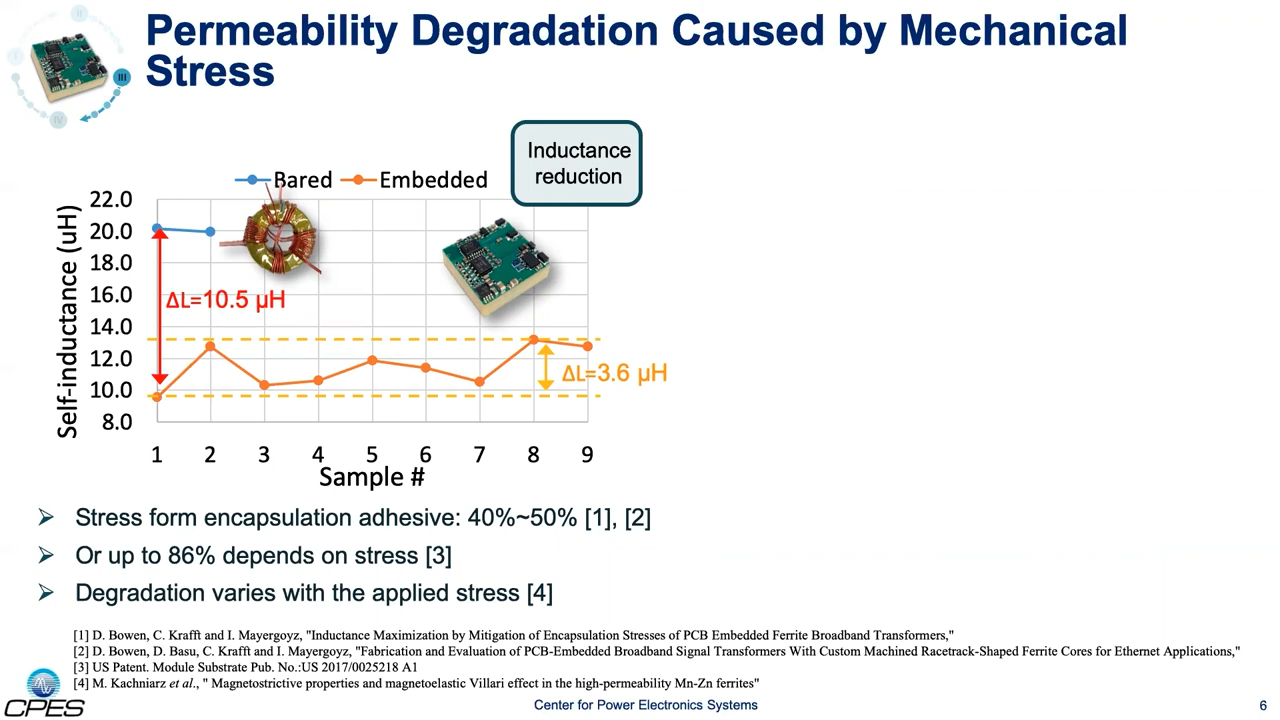 Permeability Degradation Caused by Mechanical
Stress
II
I
III
IV
Inductance
reduction
Bared
Embedded
22.0
20.0
18.0
16.0
14.0
12.0
10.0
8.0
Self-inductance (uH)
ΔL=10.5 µH
ΔL=3.6 µH
1 2 3 4 5 6 7 8 9
Sample #
Stress form encapsulation adhesive: 40%~50% [1], [2]
Or up to 86% depends on stress [3]
Degradation varies with the applied stress [4]
[1] D. Bowen, C. Krafft and I. Mayergoyz, "Inductance Maximization by Mitigation of Encapsulation Stresses of PCB Embedded Ferrite Broadband Transformers,"
[2] D. Bowen, D. Basu, C. Krafft and I. Mayergoyz, "Fabrication and Evaluation of PCB-Embedded Broadband Signal Transformers With Custom Machined Racetrack-Shaped Ferrite Cores for Ethernet Applications,"
[3] US Patent. Module Substrate Pub. No.:US 2017/0025218 A1
[4] M. Kachniarz et al., " Magnetostrictive properties and magnetoelastic Villari effect in the high-permeability Mn-Zn ferrites"
CPES
Center for Power Electronics Systems
6